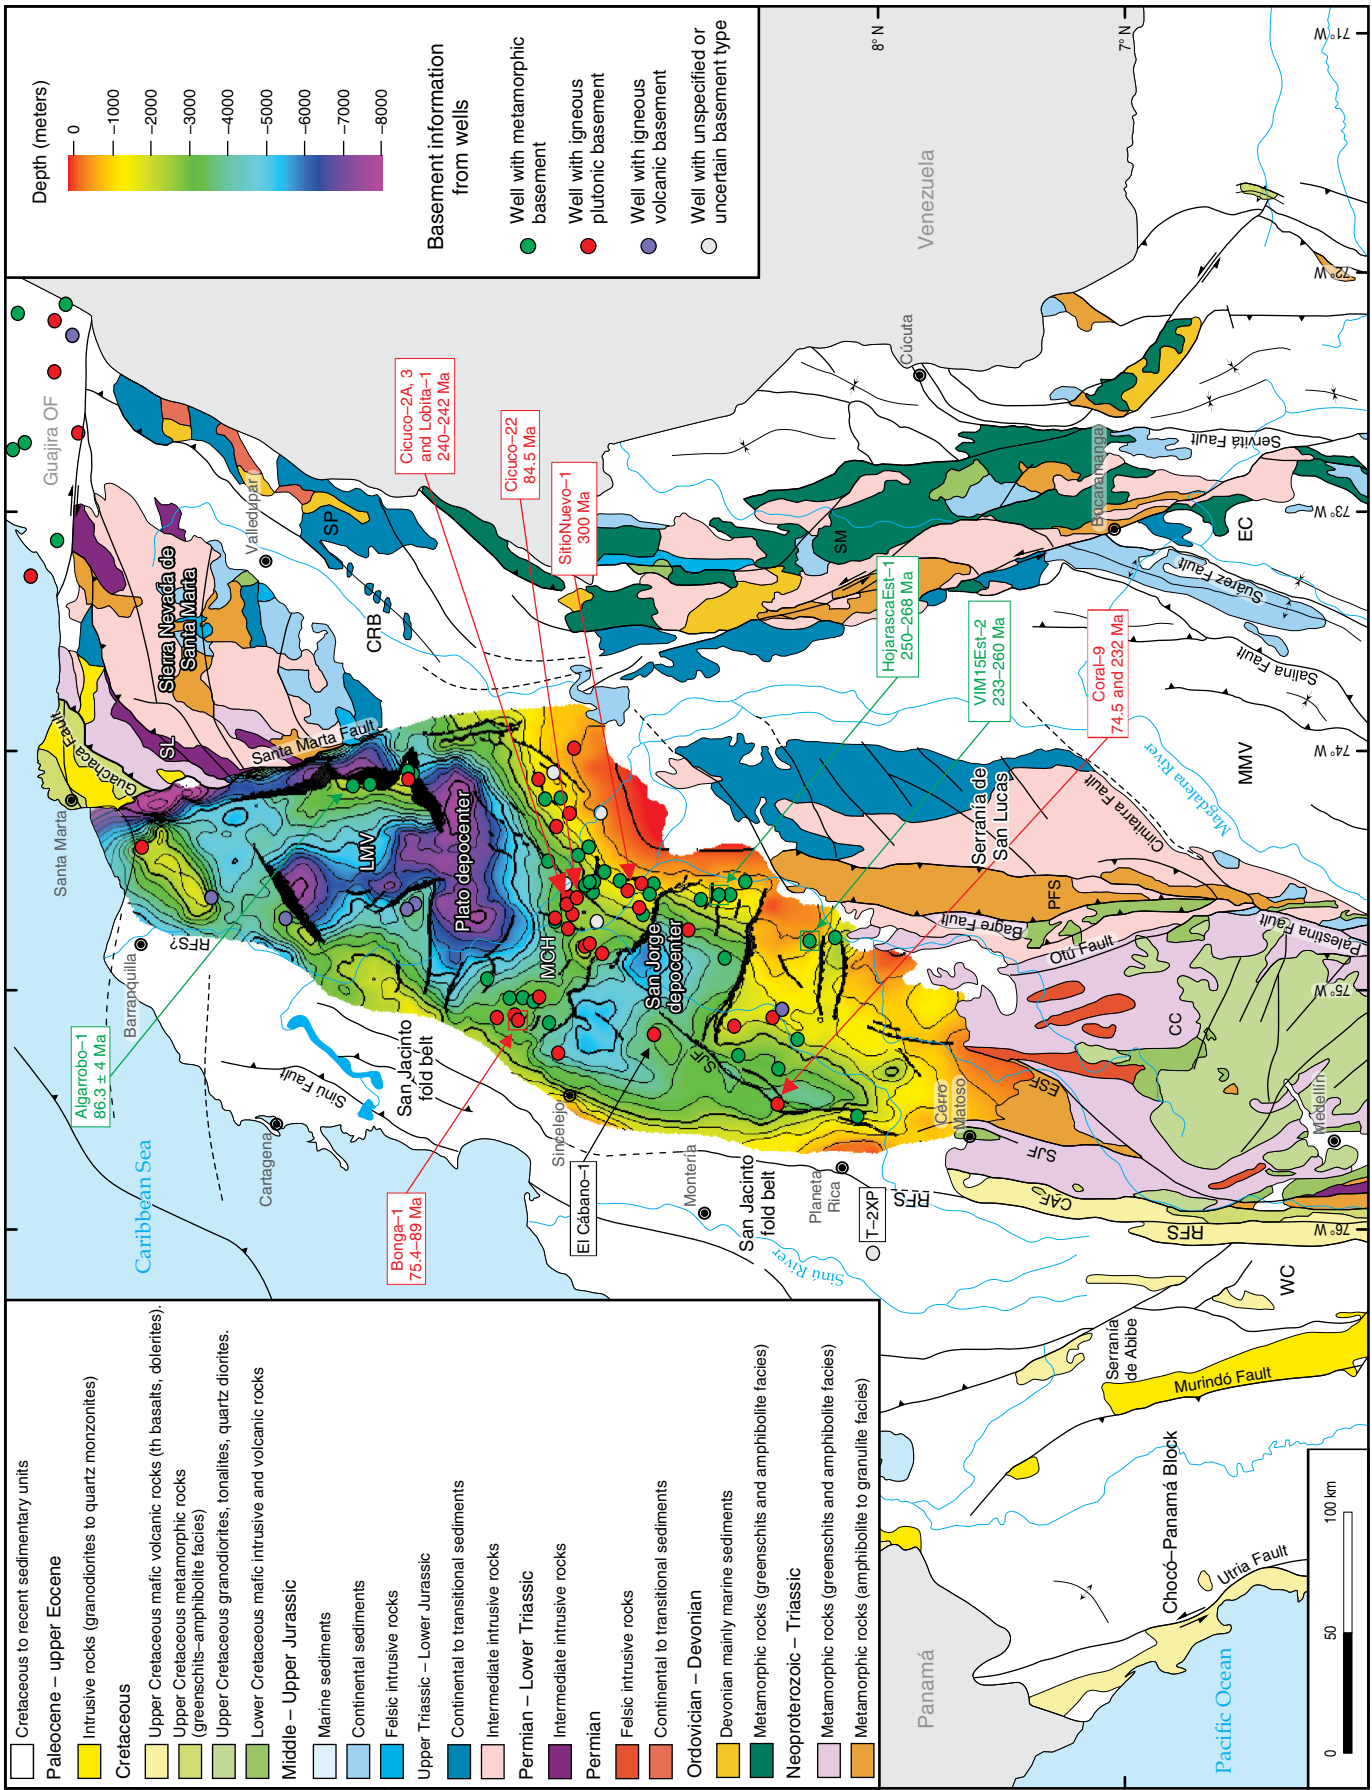 Cretaceous to recent sedimentary units
Paleocene – upper Eocene
Intrusive rocks (granodiorites to quartz monzonites)
Cretaceous
Upper Cretaceous mafic volcanic rocks (th basalts, dolerites).
Upper Cretaceous metamorphic rocks
(greenschits–amphibolite facies)
Upper Cretaceous granodiorites, tonalites, quartz diorites.
Lower Cretaceous mafic intrusive and volcanic rocks
Middle – Upper Jurassic
Marine sediments
Continental sediments
Felsic intrusive rocks
Upper Triassic – Lower Jurassic
Continental to transitional sediments
Intermediate intrusive rocks
Permian – Lower Triassic
Intermediate intrusive rocks
Permian
Felsic intrusive rocks
Continental to transitional sediments
Ordovician – Devonian
Devonian mainly marine sediments
Metamorphic rocks (greenschits and amphibolite facies)
Neoproterozoic – Triassic
Metamorphic rocks (greenschits and amphibolite facies)
Metamorphic rocks (amphibolite to granulite facies)
Depth (meters)
0
–1000
–2000
–3000
–4000
–5000
–6000
–7000
–8000
Basement information
from wells
Well with metamorphic
basement
Well with igneous
plutonic basement
Well with igneous
volcanic basement
Well with unspecified or
uncertain basement type
Caribbean Sea
Cartagena
Barranquilla
Santa Marta
Guachaca Fault
SL
Santa Marta Fault
Sierra Nevada de
Santa Marta
Guajira OF
Valledupar
SP
CRB
Algarrobo–1
86.3 ± 4 Ma
RFS?
Sinú Fault
San Jacinto
fold belt
LMV
Plato depocenter
MCH
San Jorge
depocenter
Bonga–1
75.4–89 Ma
Sincelejo
El Cábano–1
Cicuco–2A, 3
and Lobita–1
240–242 Ma
Cicuco–22
84.5 Ma
SitioNuevo–1
300 Ma
HojarascaEst–1
250–268 Ma
VIM15Est–2
233–260 Ma
Coral–9
74.5 and 232 Ma
Montería
San Jacinto
fold belt
Sinú River
Planeta
Rica
T–2XP
RFS
SJF
Cerro
Matoso
SJF
ESF
CAF
RFS
CC
Otú Fault
Bagre Fault
PFS
Palestina Fault
Medellín
Serranía de
San Lucas
Cimitarra Fault
Magdalena River
MMV
Salina Fault
Suárez Fault
SM
EC
Bucaramanga
Servitá Fault
Cúcuta
Venezuela
8° N
7° N
71° W
72° W
73° W
74° W
75° W
76° W
WC
Serranía
de Abibe
Murindó Fault
Chocó–Panamá Block
Utria Fault
Panamá
Pacific Ocean
0
50
100 km